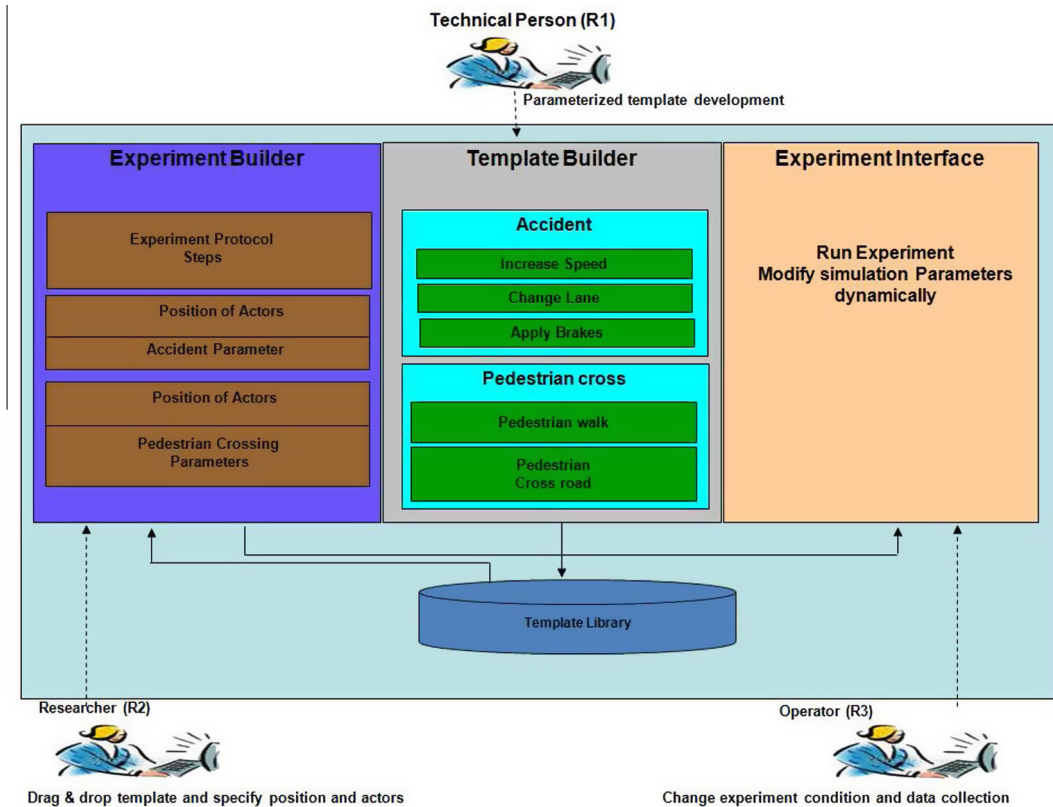 Technical Person (R1)
Parameterized template development
Experiment Builder
Experiment Protocol
Steps
Position of Actors
Accident Parameter
Position of Actors
Pedestrian Crossing
Parameters
Template Builder
Accident
Increase Speed
Change Lane
Apply Brakes
Pedestrian cross
Pedestrian walk
Pedestrian
Cross road
Experiment Interface
Run Experiment
Modify simulation Parameters
dynamically
Template Library
Researcher (R2)
Drag & drop template and specify position and actors
Operator (R3)
Change experiment condition and data collection